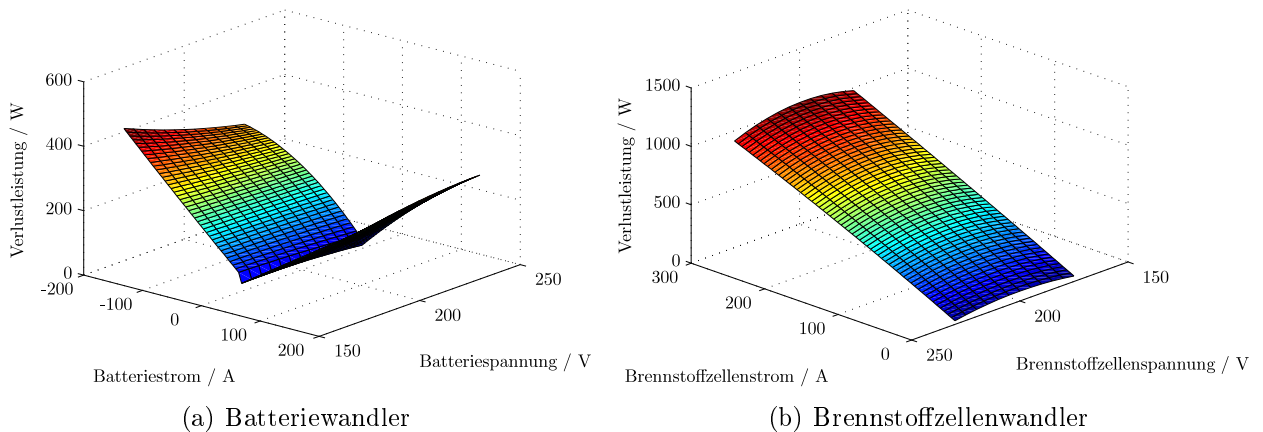 600
400
200
0
Verlustleistung / W
-200
-100
0
100
200
Batteriestrom / A
150
200
250
Batteriespannung / V
(a) Batteriewandler
1500
1000
500
0
Verlustleistung / W
300
200
100
0
Brennstoffzellenstrom / A
250
200
150
Brennstoffzellenspannung / V
(b) Brennstoffzellenwandler